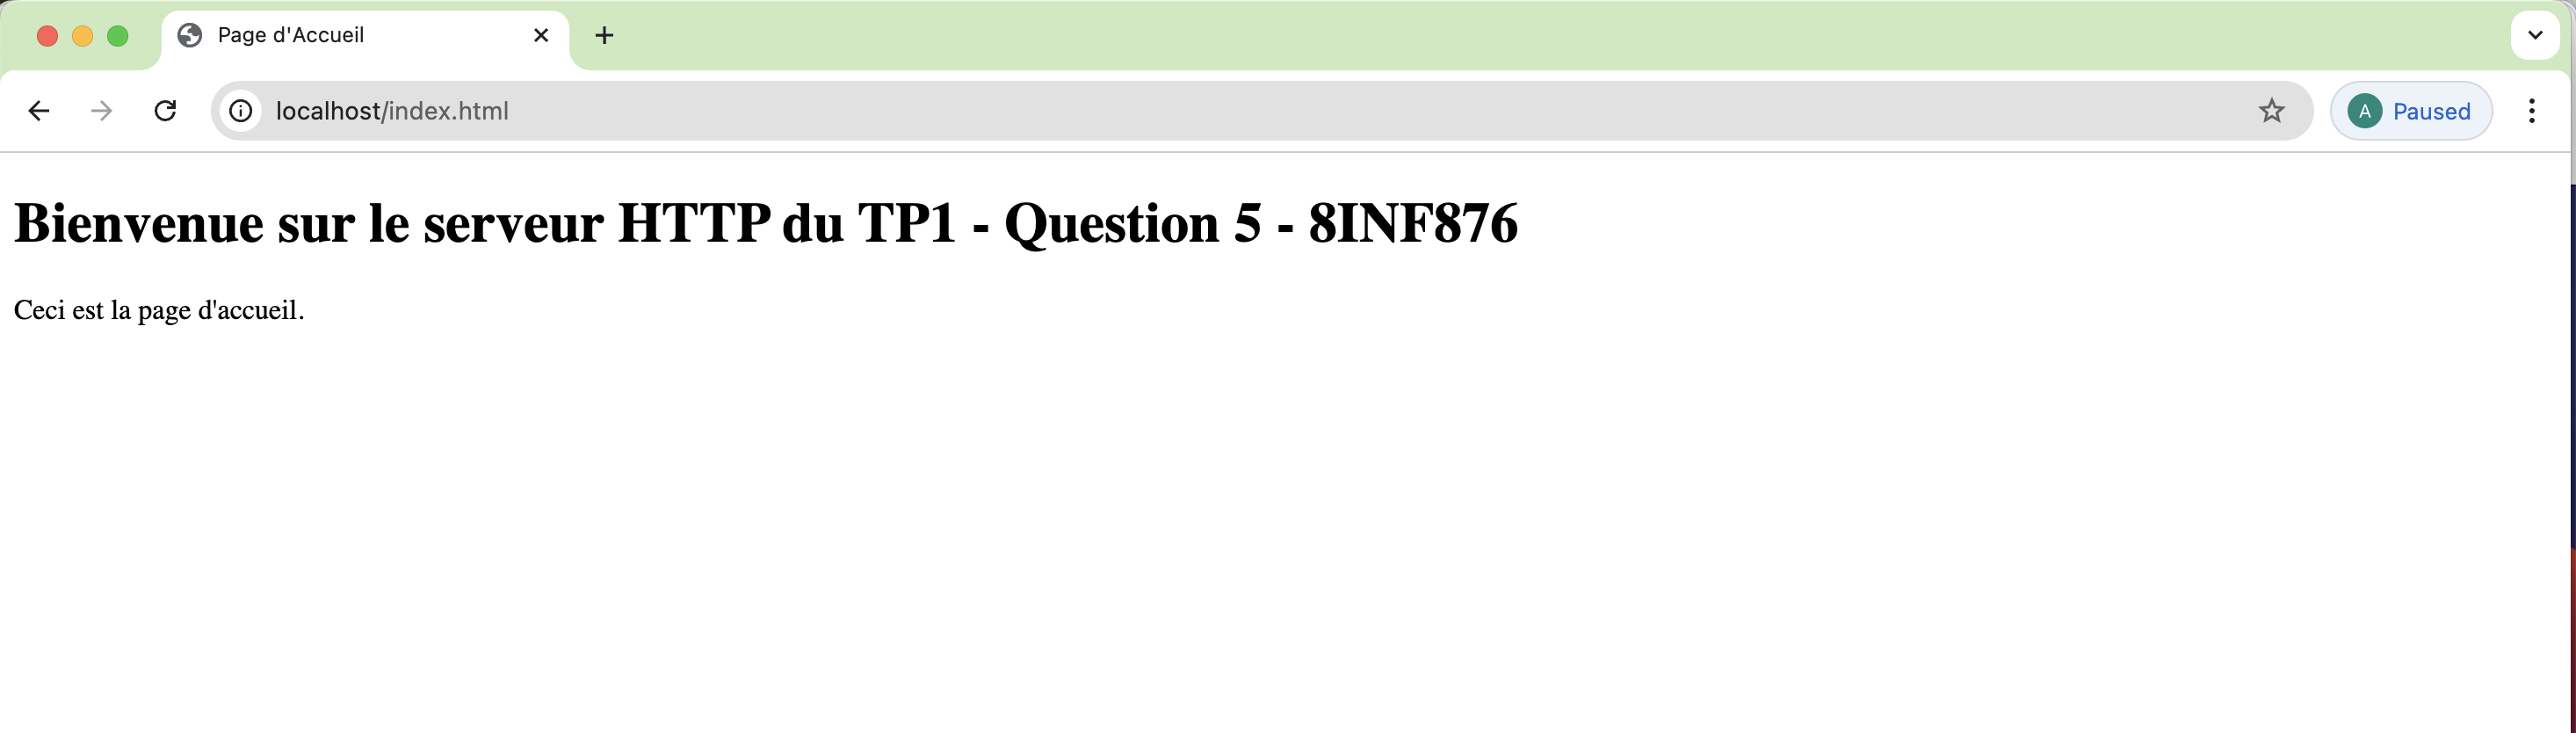 Page d'Accueil
localhost/index.html
A Paused
Bienvenue sur le serveur HTTP du TP1 - Question 5 - 8INF876
Ceci est la page d'accueil.